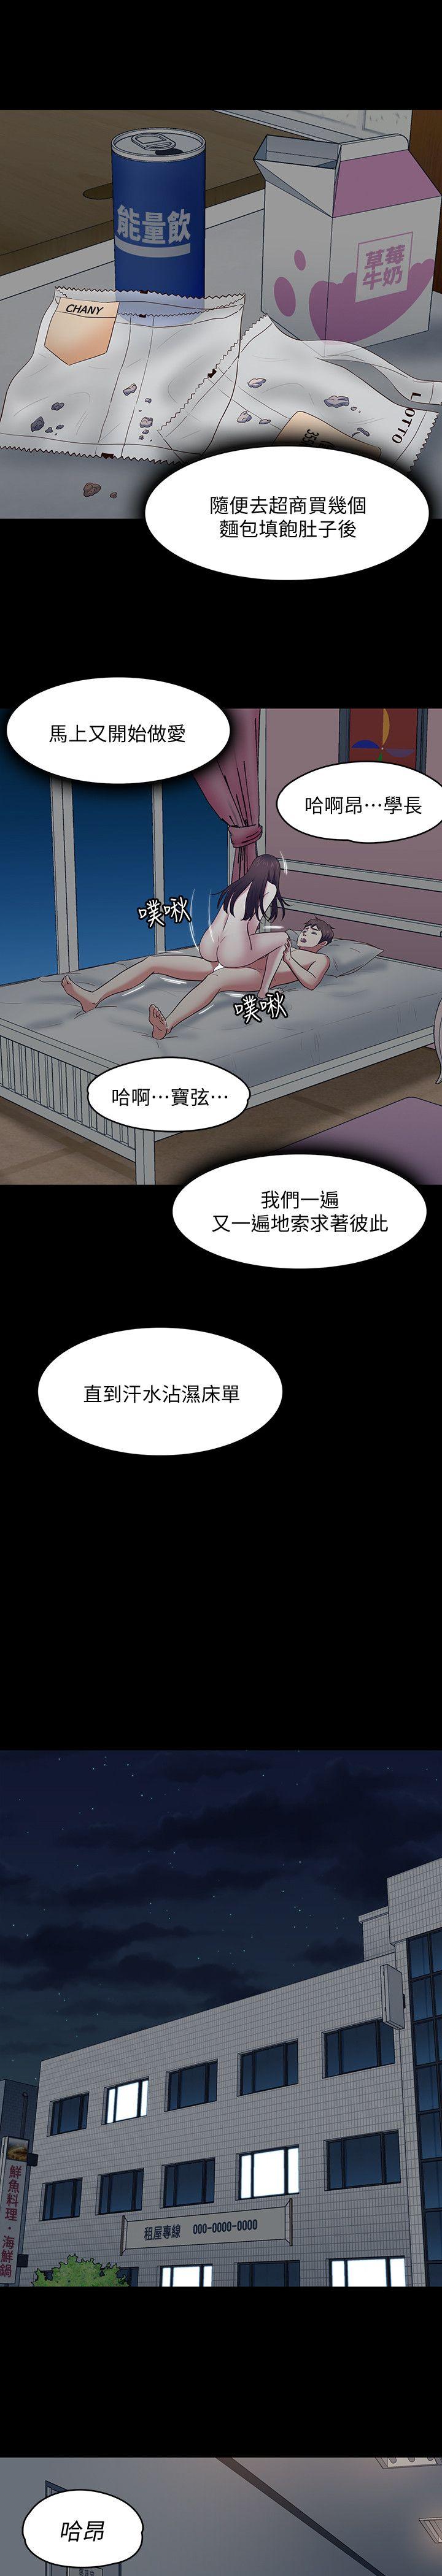 能量飲
草莓
牛奶
CHANY
LOTTO
隨便去超商買幾個
麵包填飽肚子後
馬上又開始做愛
哈啊昂…學長
噗啾
噗啾
哈啊…寶弦…
我們一遍
又一遍地索求著彼此
直到汗水沾濕床單
鮮魚料理·海鮮鍋
租屋專線 000-0000-0000
哈昂